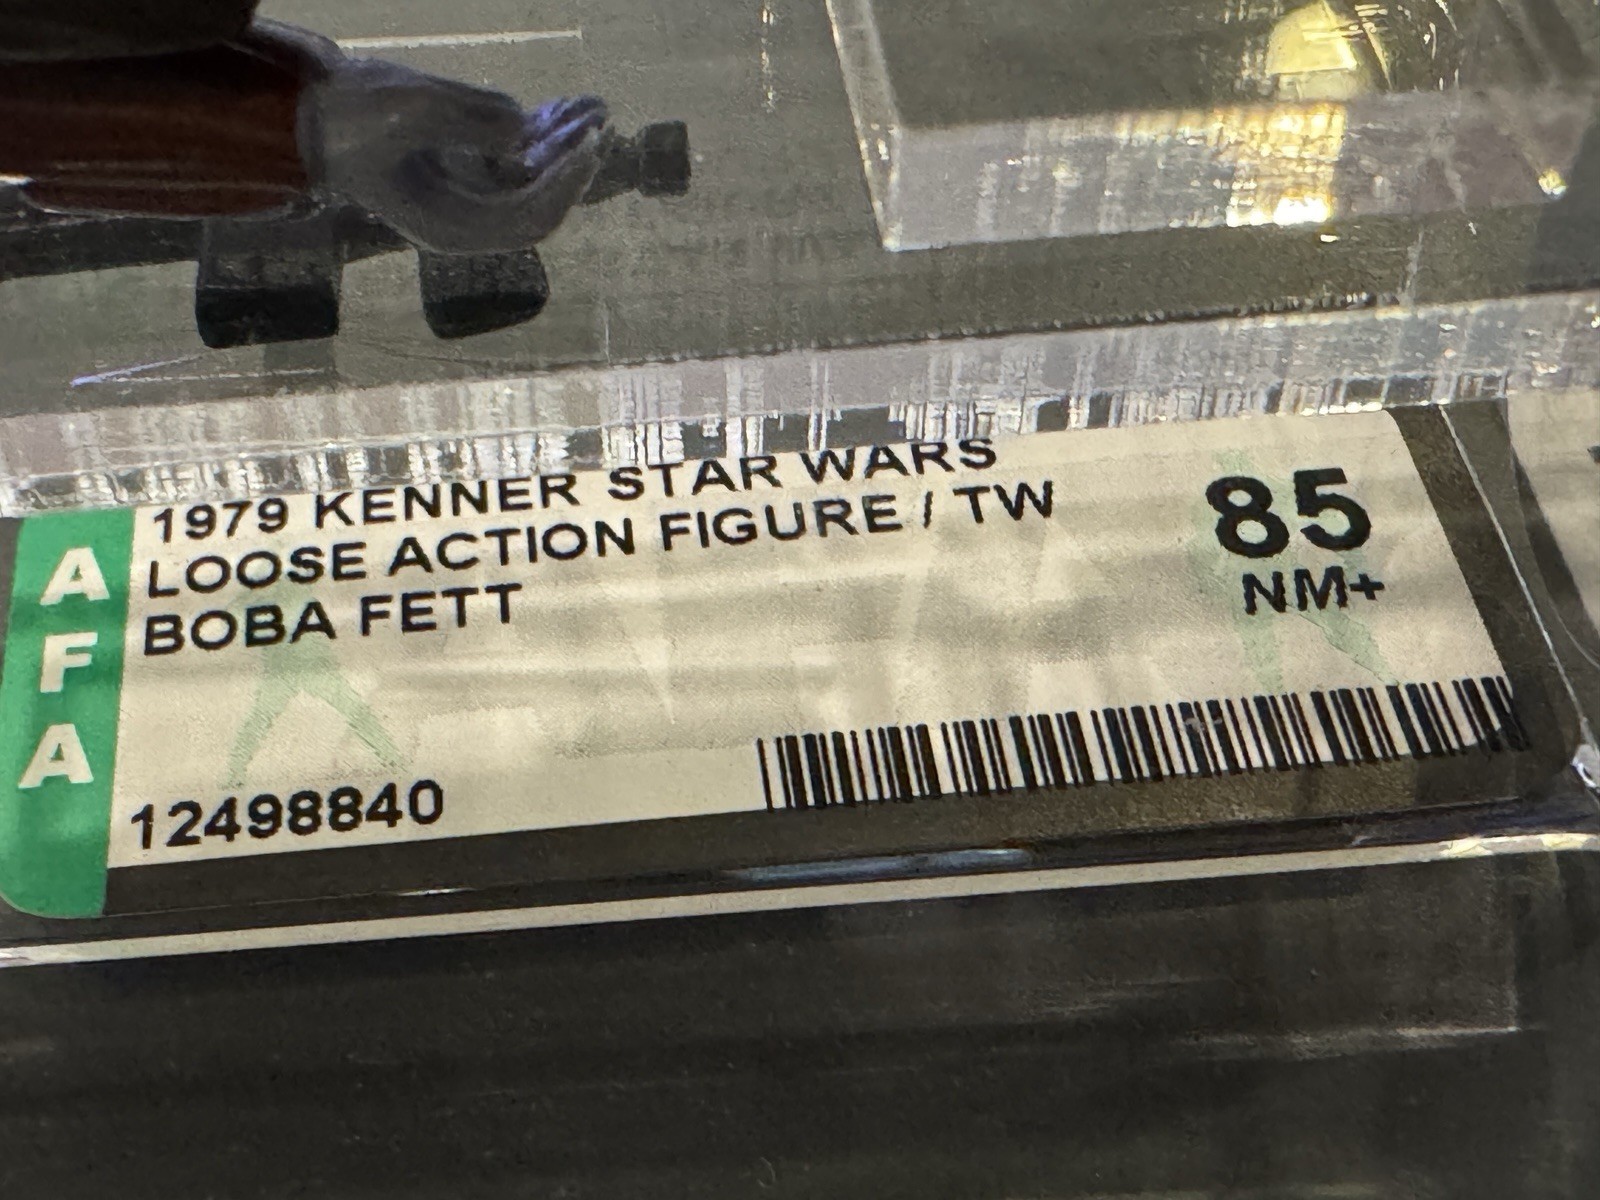 AFA
1979 KENNER STAR WARS
LOOSE ACTION FIGURE / TW
BOBA FETT
85
NM+
12498840